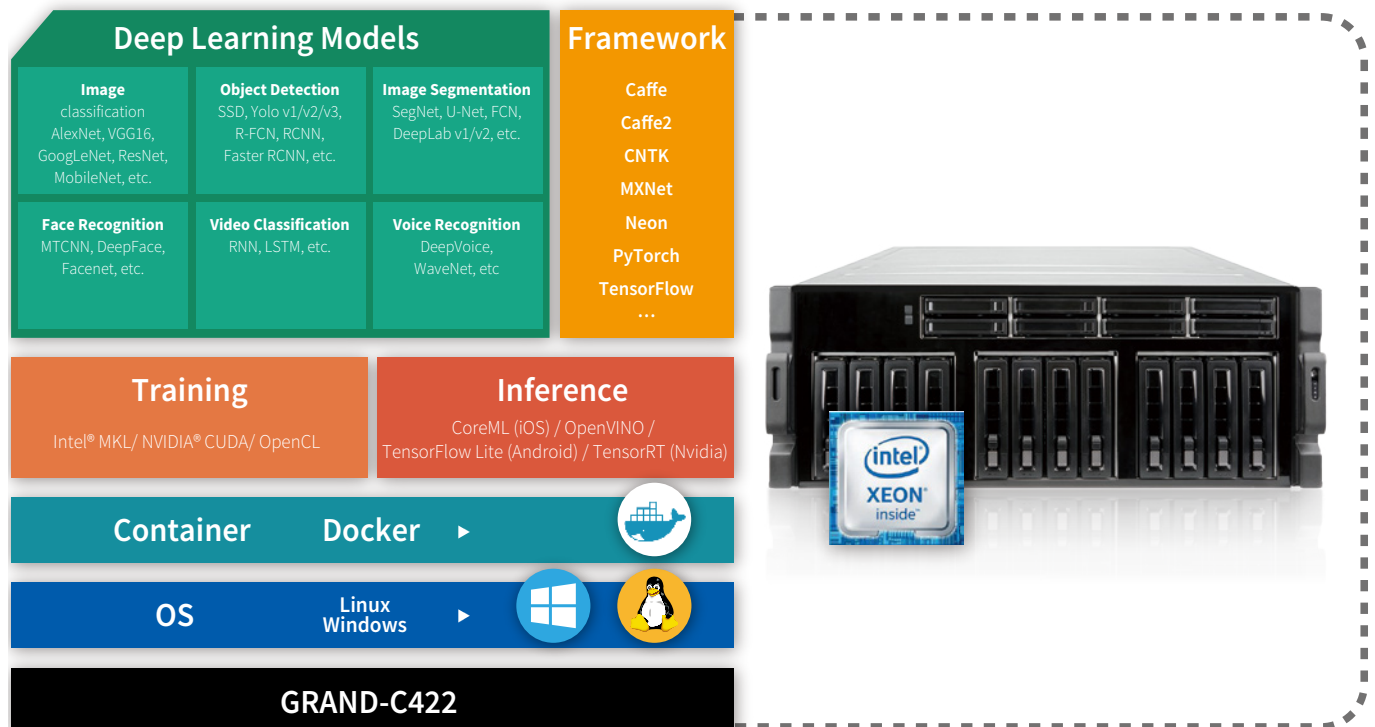 Deep Learning Models
Image
classification
AlexNet, VGG16,
GoogLeNet, ResNet,
MobileNet, etc.
Object Detection
SSD, Yolo v1/v2/v3,
R-FCN, RCNN,
Faster RCNN, etc.
Image Segmentation
SegNet, U-Net, FCN,
DeepLab v1/v2, etc.
Face Recognition
MTCNN, DeepFace,
Facenet, etc.
Video Classification
RNN, LSTM, etc.
Voice Recognition
DeepVoice,
WaveNet, etc
Framework
Caffe
Caffe2
CNTK
MXNet
Neon
PyTorch
TensorFlow
...
Training
Intel® MKL/ NVIDIA® CUDA/ OpenCL
Inference
CoreML (iOS) / OpenVINO /
TensorFlow Lite (Android) / TensorRT (Nvidia)
Container Docker
OS
Linux
Windows
GRAND-C422
intel®
XEON®
inside™